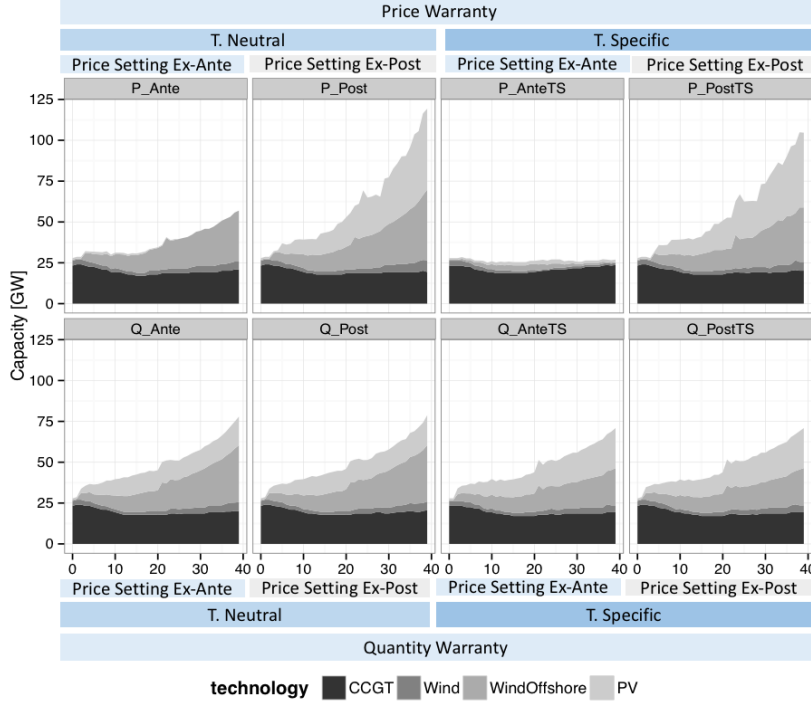 Price Warranty
T. Neutral T. Specific
Price Setting Ex-Ante Price Setting Ex-Post Price Setting Ex-Ante Price Setting Ex-Post
P_Ante P_Post P_AnteTS P_PostTS
125
100
75
50
25
0
Capacity [GW]
Q_Ante Q_Post Q_AnteTS Q_PostTS
125
100
75
50
25
0
0 10 20 30 40 0 10 20 30 40 0 10 20 30 40 0 10 20 30 40
Price Setting Ex-Ante Price Setting Ex-Post Price Setting Ex-Ante Price Setting Ex-Post
T. Neutral T. Specific
Quantity Warranty
technology CCGT Wind WindOffshore PV